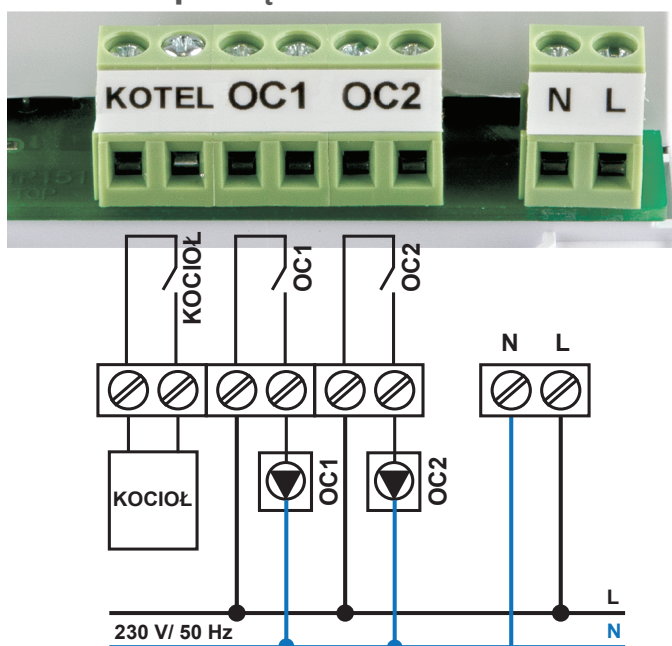 KOTEL OC1 OC2 N L
KOCIOŁ
OC1
OC2
N L
KOCIOŁ
OC1
OC2
L
230 V/ 50 Hz
N